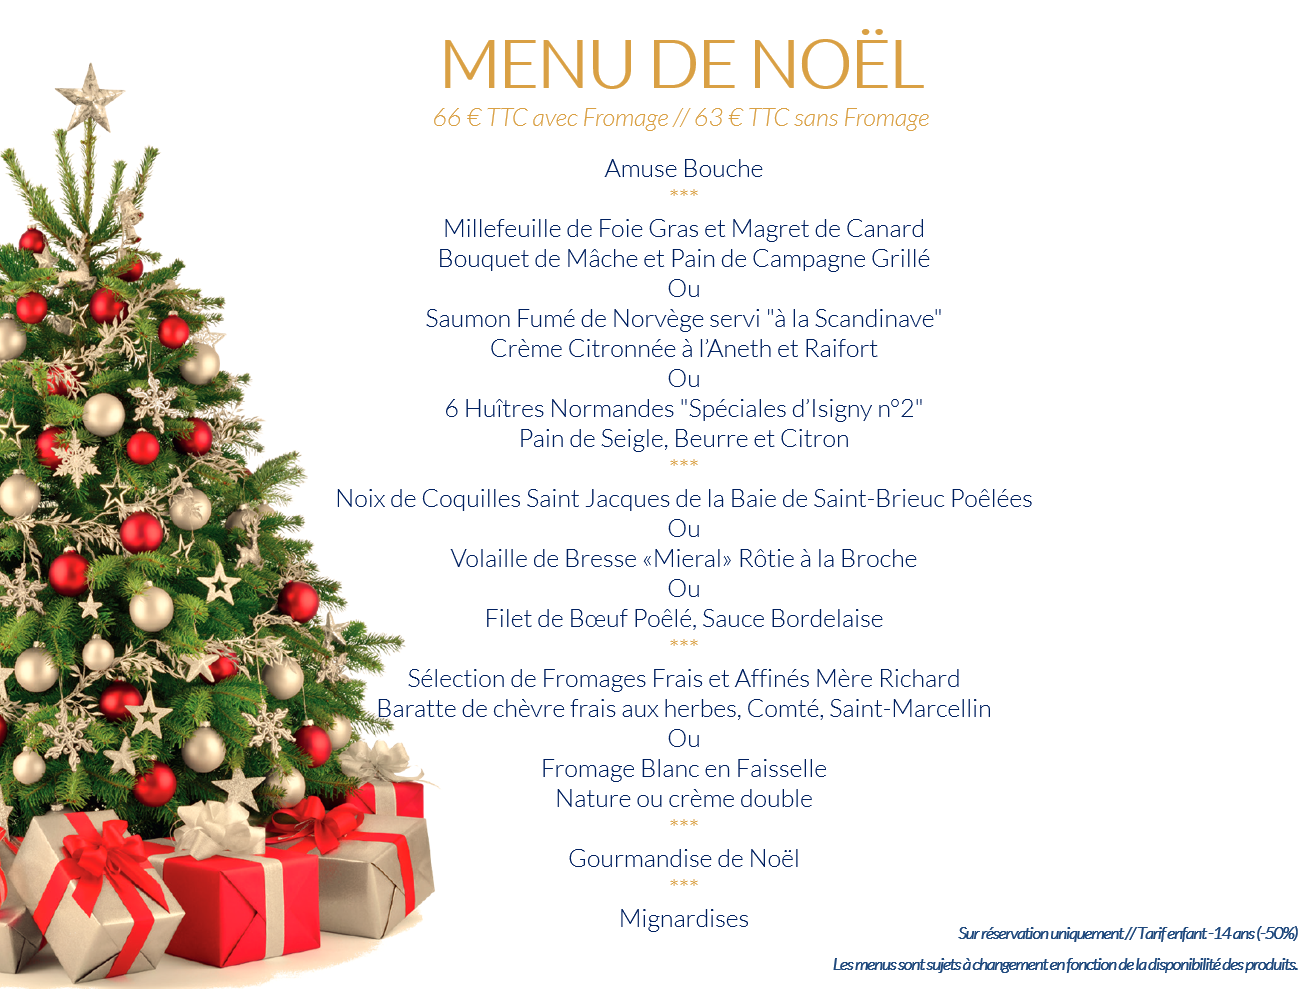 MENU DE NOËL
66 € TTC avec Fromage // 63 € TTC sans Fromage
Amuse Bouche
***
Millefeuille de Foie Gras et Magret de Canard
Bouquet de Mâche et Pain de Campagne Grillé
Ou
Saumon Fumé de Norvège servi "à la Scandinave"
Crème Citronnée à l’Aneth et Raifort
Ou
6 Huîtres Normandes "Spéciales d’Isigny n°2"
Pain de Seigle, Beurre et Citron
***
Noix de Coquilles Saint Jacques de la Baie de Saint-Brieuc Poêlées
Ou
Volaille de Bresse «Mieral» Rôtie à la Broche
Ou
Filet de Bœuf Poêlé, Sauce Bordelaise
***
Sélection de Fromages Frais et Affinés Mère Richard
Baratte de chèvre frais aux herbes, Comté, Saint-Marcellin
Ou
Fromage Blanc en Faisselle
Nature ou crème double
***
Gourmandise de Noël
***
Mignardises
Sur réservation uniquement // Tarif enfant -14 ans (-50%)
Les menus sont sujets à changement en fonction de la disponibilité des produits.